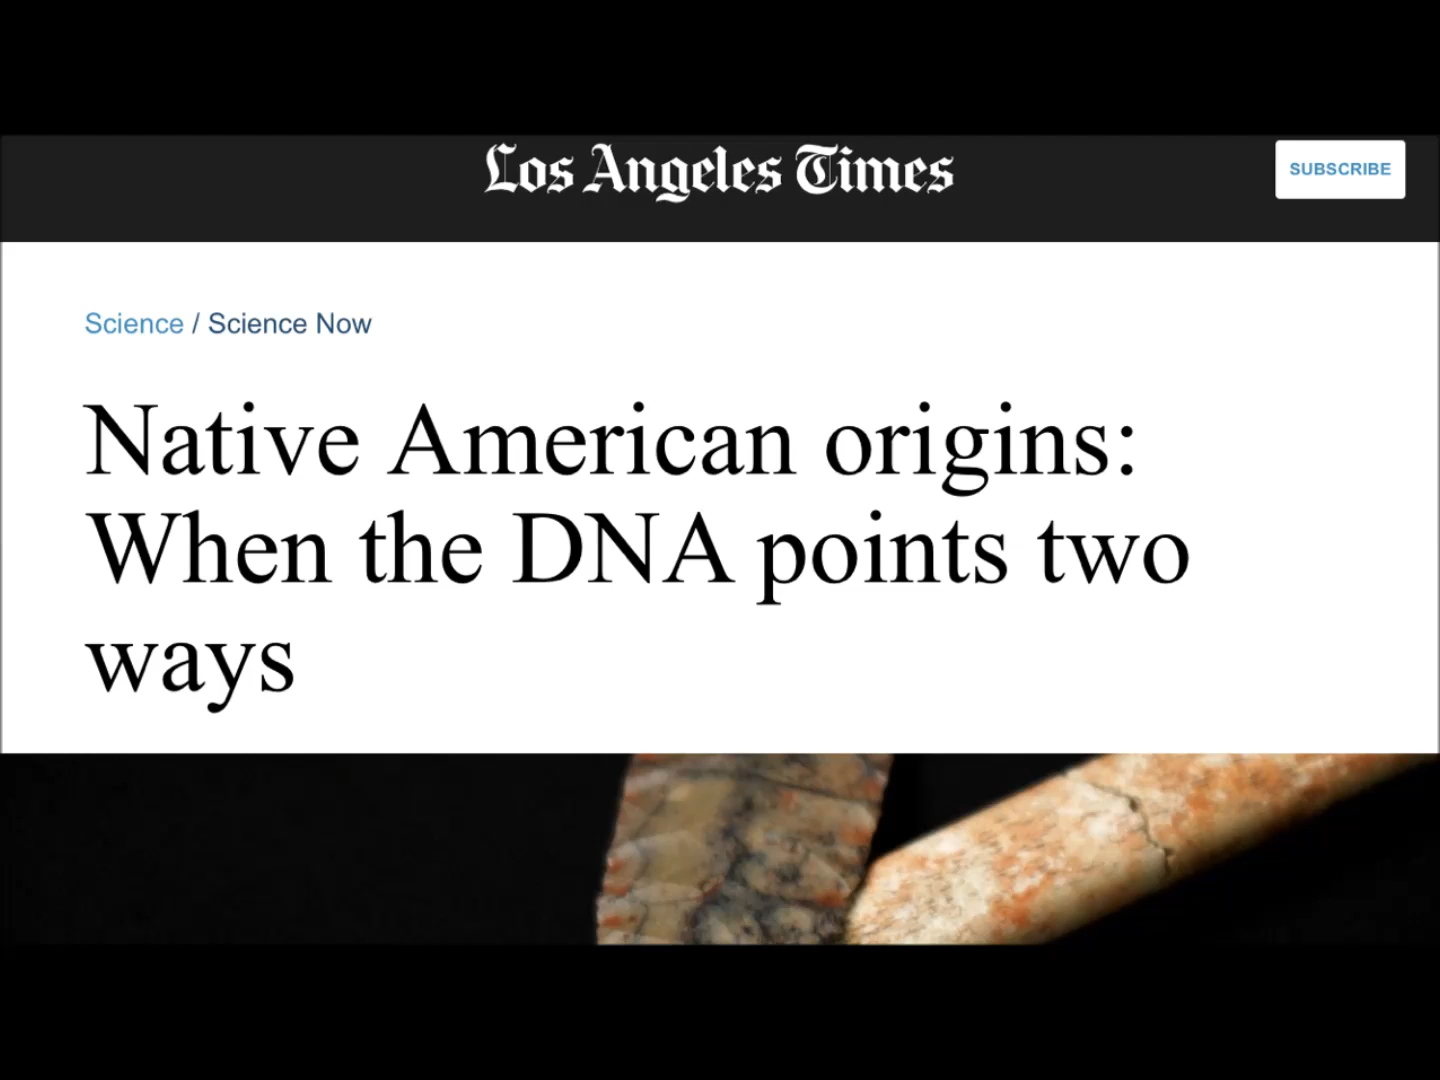 Los Angeles Times
SUBSCRIBE
Science / Science Now
Native American origins:
When the DNA points two
ways